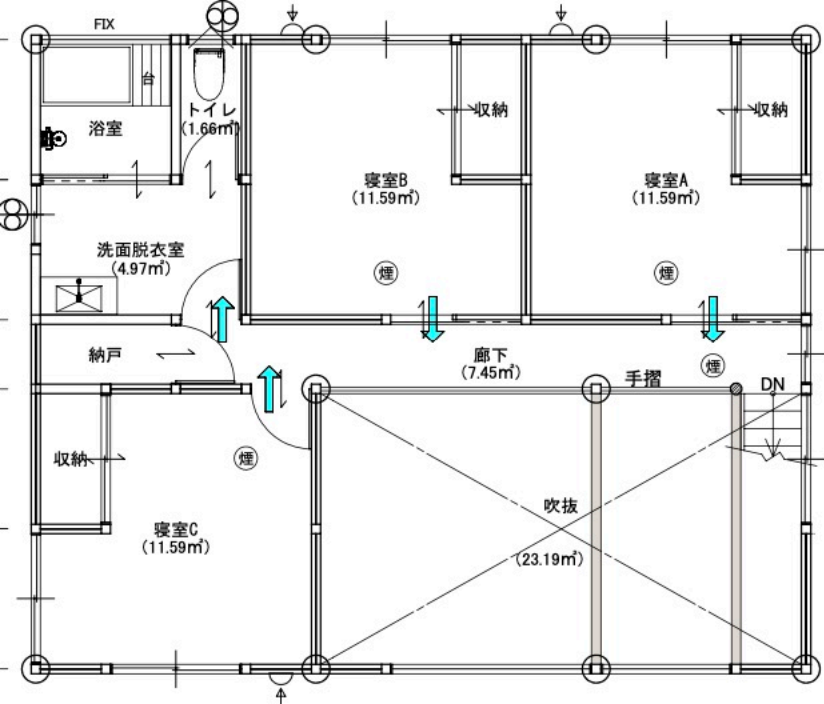 FIX
台
浴室
トイレ
(1.66㎡)
収納
収納
寝室B
(11.59㎡)
寝室A
(11.59㎡)
洗面脱衣室
(4.97㎡)
煙
煙
納戸
廊下
(7.45㎡)
煙
手摺
DN
収納
煙
吹抜
(23.19㎡)
寝室C
(11.59㎡)